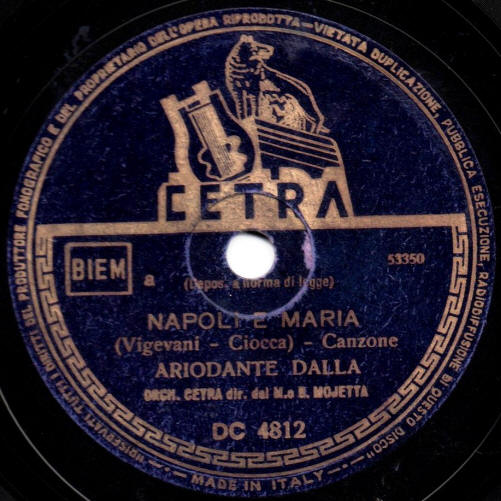 "RISERVATI TUTTI I DIRITTI DEL PRODUTTORE FONOGRAFICO E DEL PROPRIETARIO DELL'OPERA RIPRODOTTA - VIETATA DUPLICAZIONE, PUBBLICA ESECUZIONE, RADIODIFFUSIONE DI QUESTO DISCO"
CETRA
BIEM
a
53350
(Depos. a norma di legge)
NAPOLI E MARIA
(Vigevani - Ciocca) - Canzone
ARIODANTE DALLA
ORCH. CETRA dir. dal M.o E. MOJETTA
DC 4812
- MADE IN ITALY -